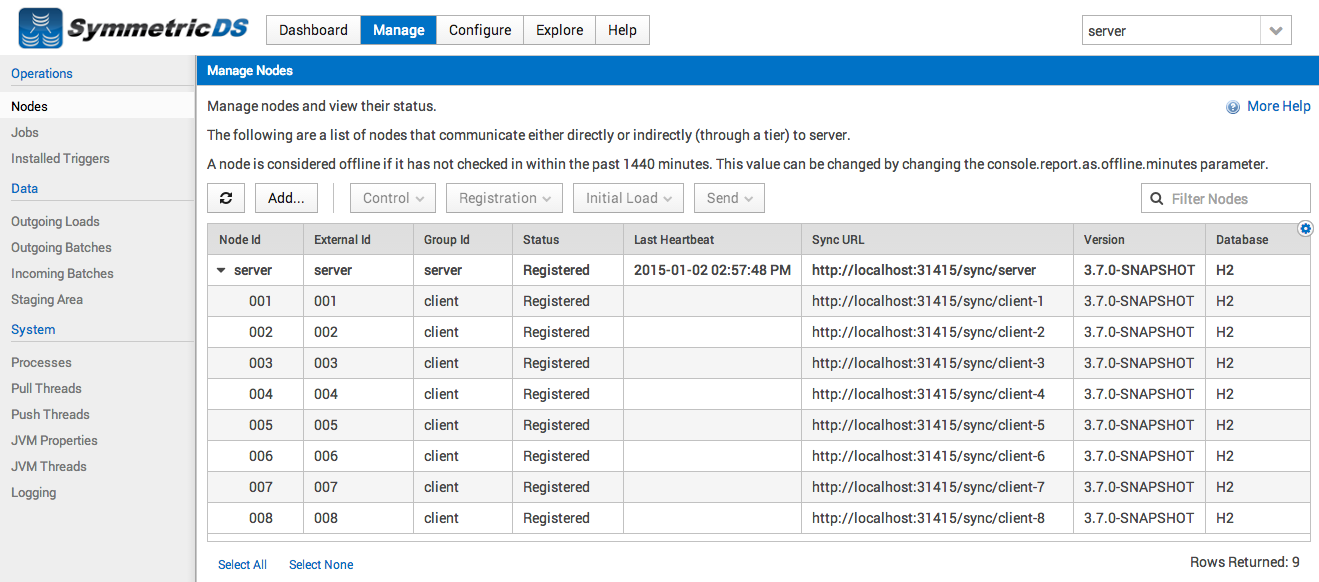 SymmetricDS
Dashboard Manage Configure Explore Help
server
Operations
Nodes
Jobs
Installed Triggers
Data
Outgoing Loads
Outgoing Batches
Incoming Batches
Staging Area
System
Processes
Pull Threads
Push Threads
JVM Properties
JVM Threads
Logging
Manage Nodes
Manage nodes and view their status.
More Help
The following are a list of nodes that communicate either directly or indirectly (through a tier) to server.
A node is considered offline if it has not checked in within the past 1440 minutes. This value can be changed by changing the console.report.as.offline.minutes parameter.
Add... Control Registration Initial Load Send Filter Nodes
Node Id External Id Group Id Status Last Heartbeat Sync URL Version Database
server server server Registered 2015-01-02 02:57:48 PM http://localhost:31415/sync/server 3.7.0-SNAPSHOT H2
001 001 client Registered http://localhost:31415/sync/client-1 3.7.0-SNAPSHOT H2
002 002 client Registered http://localhost:31415/sync/client-2 3.7.0-SNAPSHOT H2
003 003 client Registered http://localhost:31415/sync/client-3 3.7.0-SNAPSHOT H2
004 004 client Registered http://localhost:31415/sync/client-4 3.7.0-SNAPSHOT H2
005 005 client Registered http://localhost:31415/sync/client-5 3.7.0-SNAPSHOT H2
006 006 client Registered http://localhost:31415/sync/client-6 3.7.0-SNAPSHOT H2
007 007 client Registered http://localhost:31415/sync/client-7 3.7.0-SNAPSHOT H2
008 008 client Registered http://localhost:31415/sync/client-8 3.7.0-SNAPSHOT H2
Select All Select None Rows Returned: 9